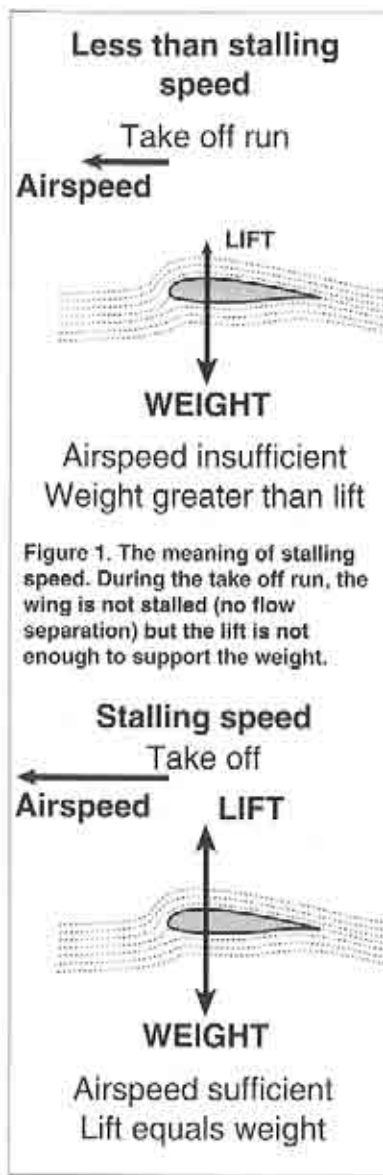 Less than stalling
speed
Take off run
Airspeed
LIFT
WEIGHT
Airspeed insufficient
Weight greater than lift
Figure 1. The meaning of stalling
speed. During the take off run, the
wing is not stalled (no flow
separation) but the lift is not
enough to support the weight.
Stalling speed
Take off
Airspeed LIFT
WEIGHT
Airspeed sufficient
Lift equals weight